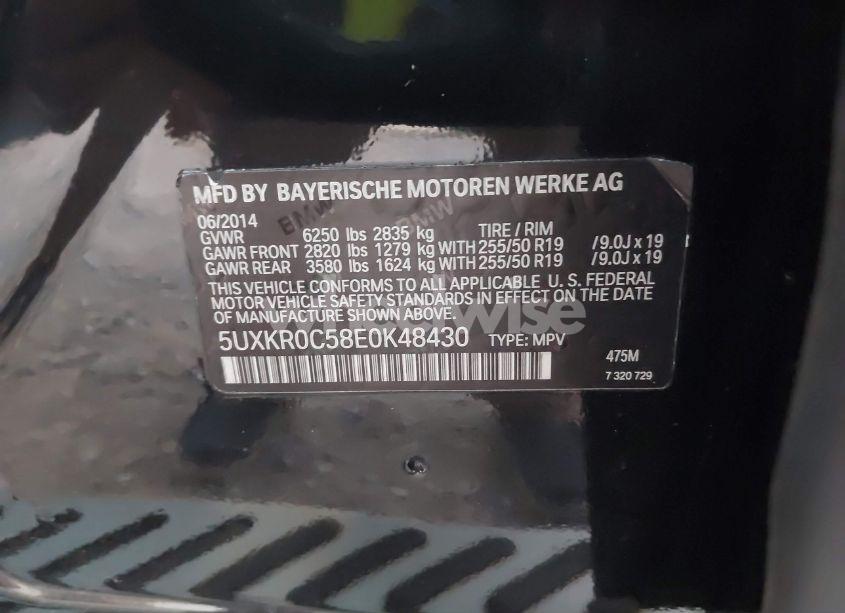 MFD BY BAYERISCHE MOTOREN WERKE AG
06/2014 TIRE / RIM
GVWR 6250 lbs 2835 kg
GAWR FRONT 2820 lbs 1279 kg WITH 255/50 R19 /9.0J x 19
GAWR REAR 3580 lbs 1624 kg WITH 255/50 R19 /9.0J x 19
THIS VEHICLE CONFORMS TO ALL APPLICABLE U. S. FEDERAL
MOTOR VEHICLE SAFETY STANDARDS IN EFFECT ON THE DATE
OF MANUFACTURE SHOWN ABOVE.
5UXKR0C58E0K48430 TYPE: MPV
475M
7 320 729
BMW
BMW